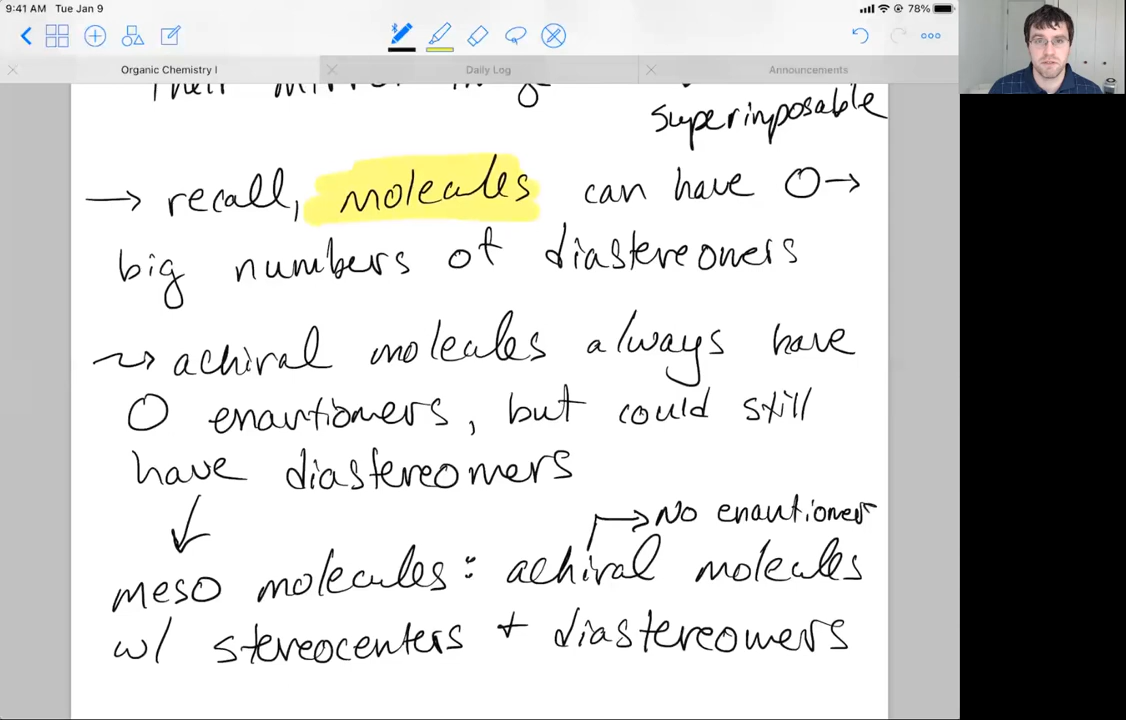 9:41 AM Tue Jan 9
78%
Organic Chemistry I
Daily Log
Announcements
Their mirror
superimposable
→ recall, molecules can have 0 →
big numbers of diastereomers
⤳ achiral molecules always have
0 enantiomers, but could still
have diastereomers
↓
→ No enantiomers
meso molecules: achiral molecules
w/ stereocenters + diastereomers